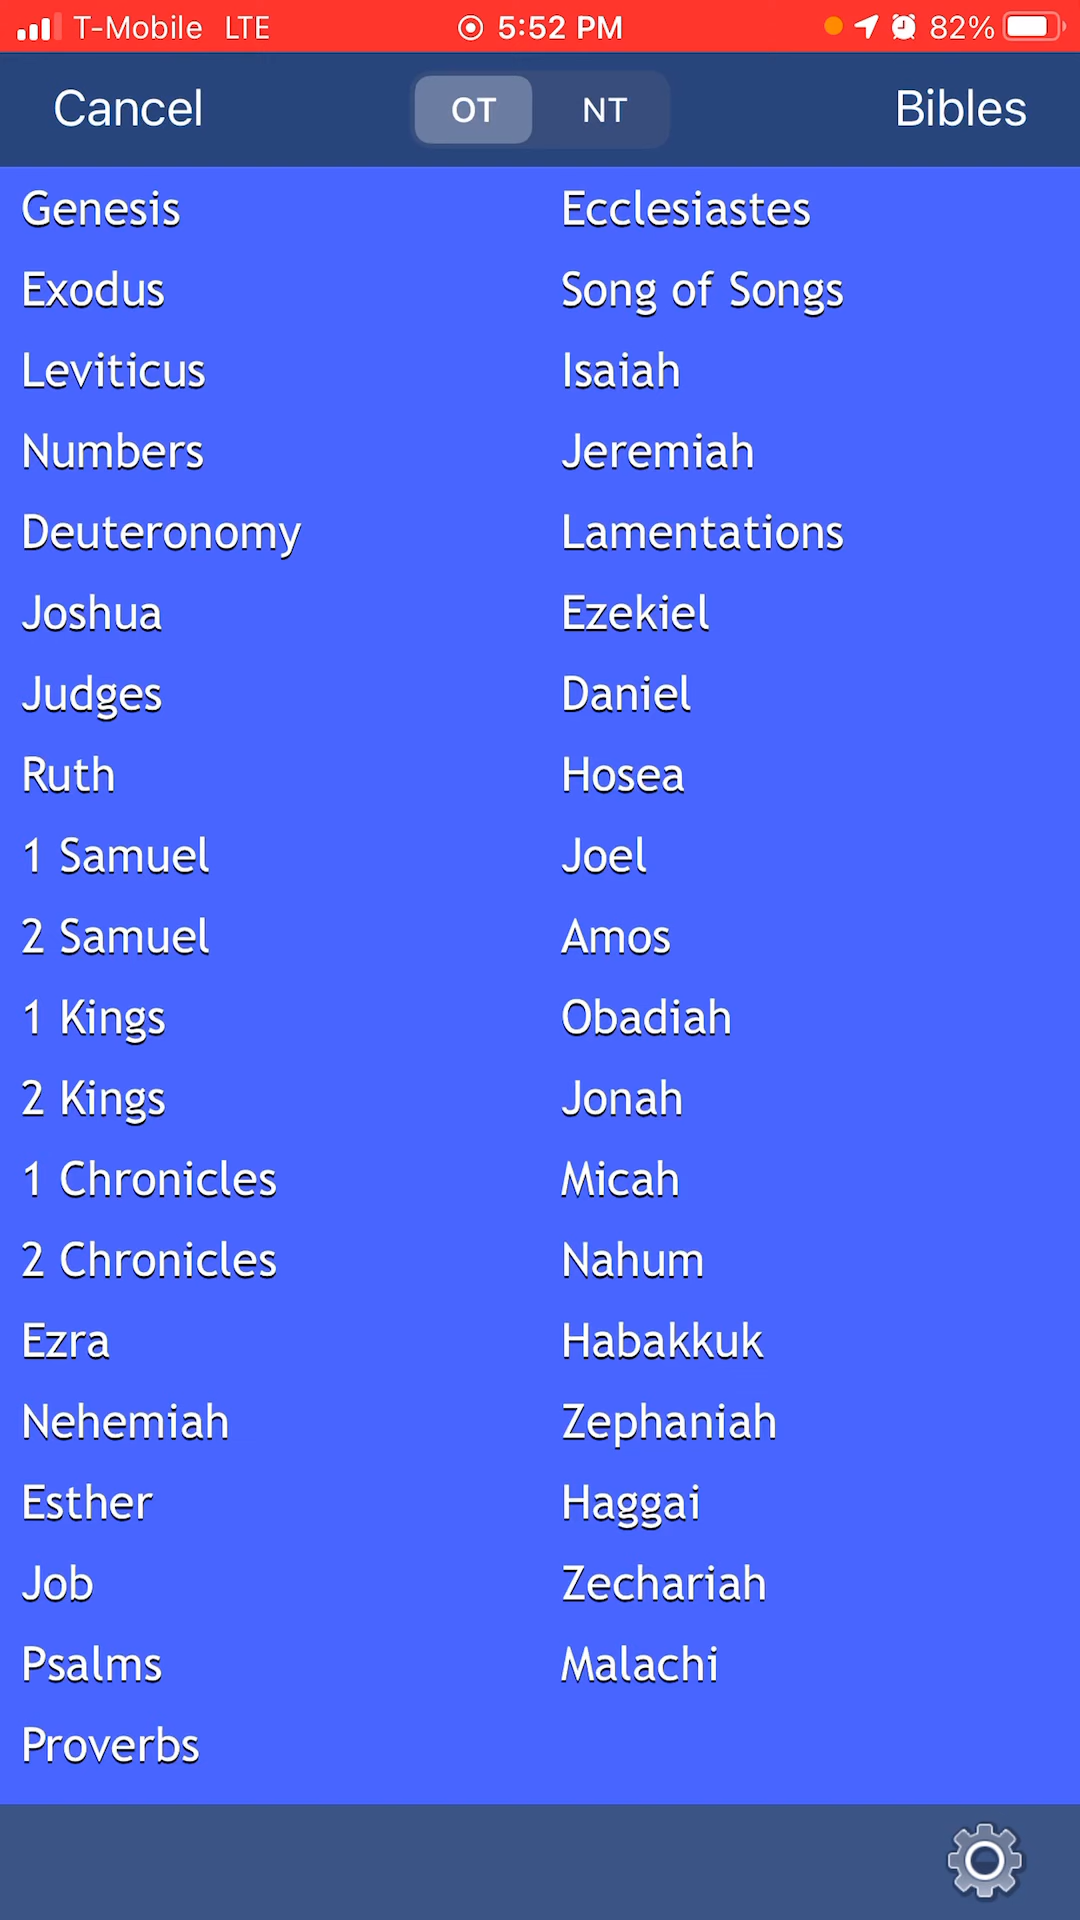 T-Mobile LTE 5:52 PM 82%
Cancel OT NT Bibles
Genesis
Exodus
Leviticus
Numbers
Deuteronomy
Joshua
Judges
Ruth
1 Samuel
2 Samuel
1 Kings
2 Kings
1 Chronicles
2 Chronicles
Ezra
Nehemiah
Esther
Job
Psalms
Proverbs
Ecclesiastes
Song of Songs
Isaiah
Jeremiah
Lamentations
Ezekiel
Daniel
Hosea
Joel
Amos
Obadiah
Jonah
Micah
Nahum
Habakkuk
Zephaniah
Haggai
Zechariah
Malachi